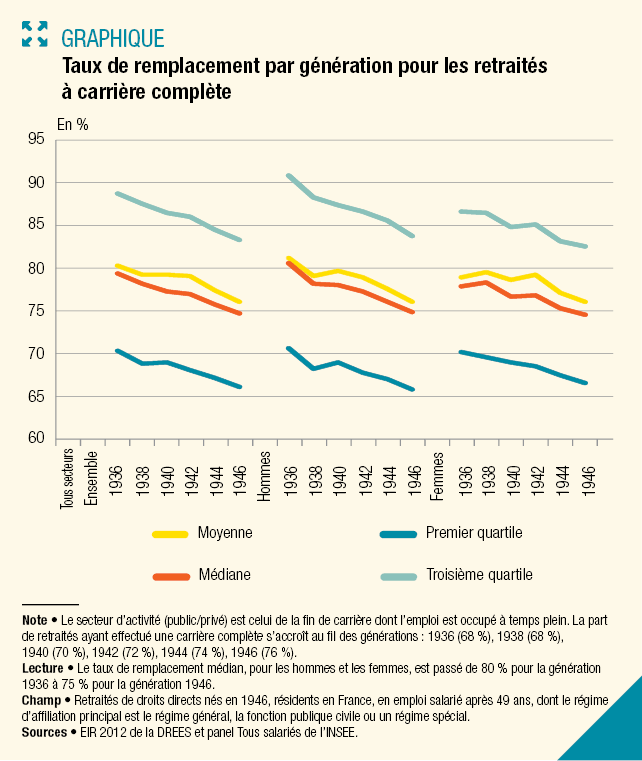 GRAPHIQUE
Taux de remplacement par génération pour les retraités
à carrière complète
En %
95
90
85
80
75
70
65
60
Tous secteurs
Ensemble
1936
1938
1940
1942
1944
1946
Hommes
1936
1938
1940
1942
1944
1946
Femmes
1936
1938
1940
1942
1944
1946
Moyenne
Premier quartile
Médiane
Troisième quartile
Note • Le secteur d'activité (public/privé) est celui de la fin de carrière dont l'emploi est occupé à temps plein. La part
de retraités ayant effectué une carrière complète s'accroît au fil des générations : 1936 (68 %), 1938 (68 %),
1940 (70 %), 1942 (72 %), 1944 (74 %), 1946 (76 %).
Lecture • Le taux de remplacement médian, pour les hommes et les femmes, est passé de 80 % pour la génération
1936 à 75 % pour la génération 1946.
Champ • Retraités de droits directs nés en 1946, résidents en France, en emploi salarié après 49 ans, dont le régime
d'affiliation principal est le régime général, la fonction publique civile ou un régime spécial.
Sources • EIR 2012 de la DREES et panel Tous salariés de l'INSEE.